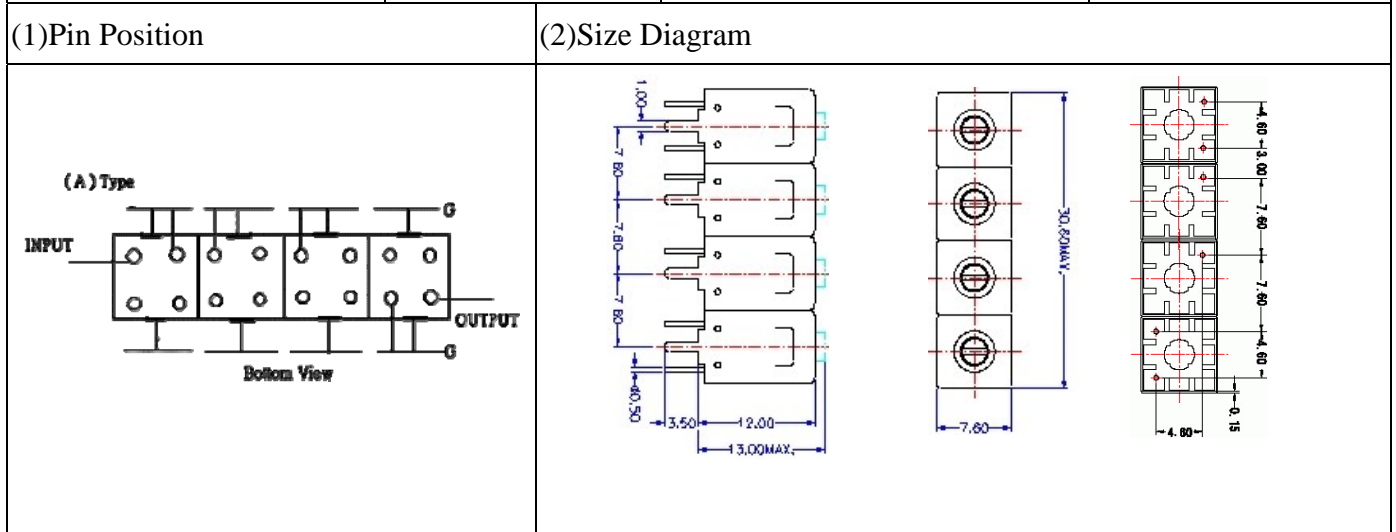 (1)Pin Position
(2)Size Diagram
(A)Type
G
INPUT
OUTPUT
G
Bottom View
1.00
7.60
7.60
7.60
ø0.50
3.50
12.00
13.00MAX.
30.60MAX.
7.60
4.60
3.00
7.60
7.60
4.60
0.15
4.60